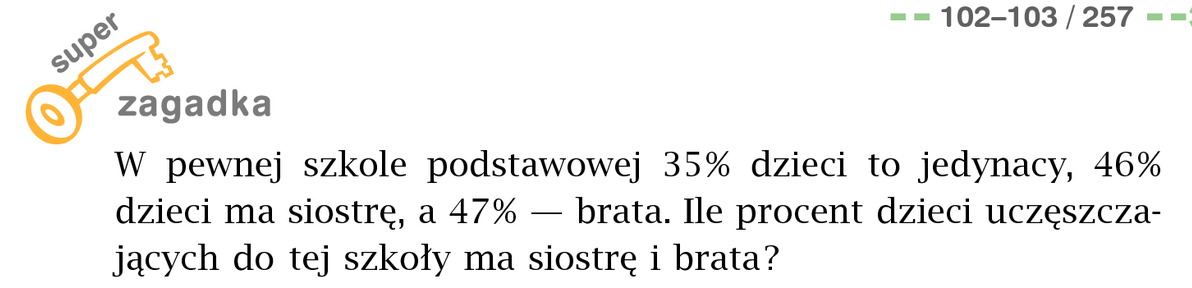 102–103 / 257
super
zagadka
W pewnej szkole podstawowej 35% dzieci to jedynacy, 46%
dzieci ma siostrę, a 47% — brata. Ile procent dzieci uczęszcza-
jących do tej szkoły ma siostrę i brata?